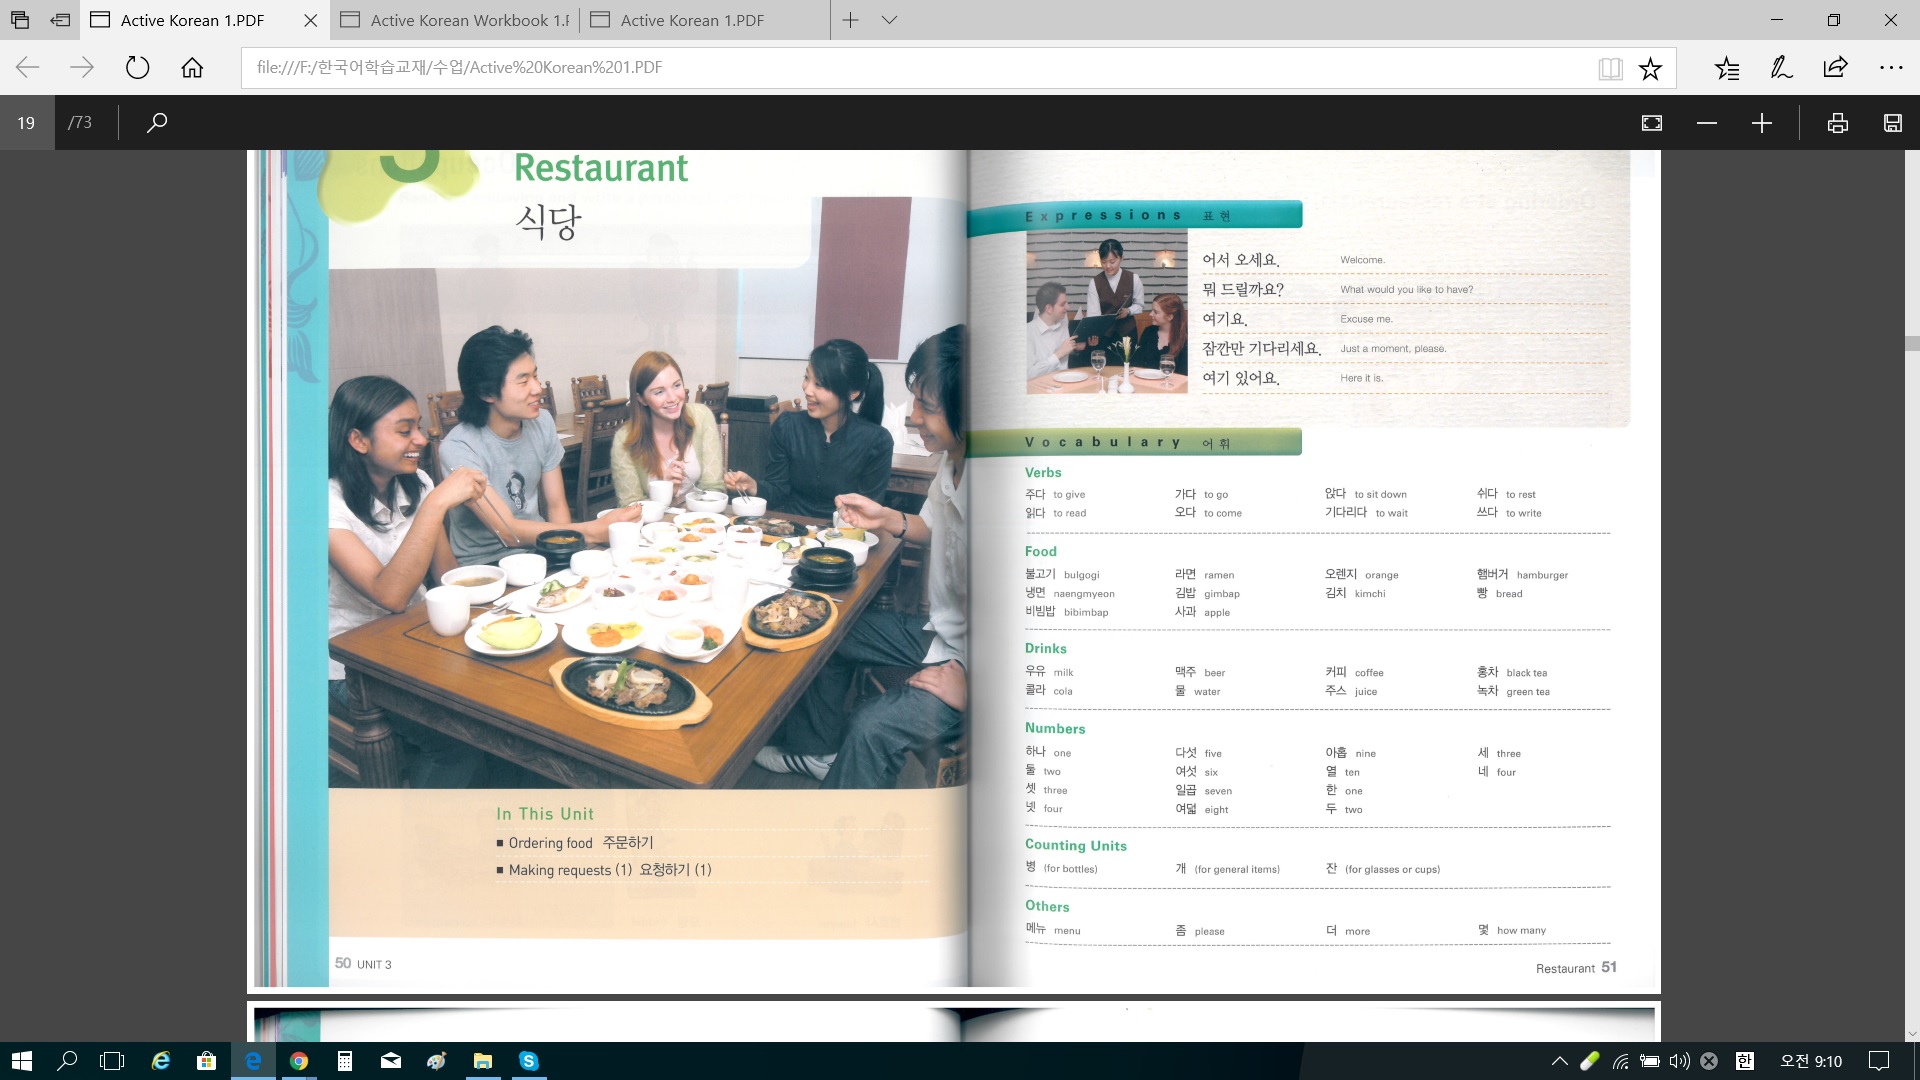 Active Korean 1.PDF
Active Korean Workbook 1.P
Active Korean 1.PDF
file:///F:/한국어학습교재/수업/Active%20Korean%201.PDF
19 /73
Restaurant
식당
In This Unit
■ Ordering food 주문하기
■ Making requests (1) 요청하기 (1)
50 UNIT 3
Expressions 표현
어서 오세요. Welcome.
뭐 드릴까요? What would you like to have?
여기요. Excuse me.
잠깐만 기다리세요. Just a moment, please.
여기 있어요. Here it is.
Vocabulary 어휘
Verbs
주다 to give 가다 to go 앉다 to sit down 쉬다 to rest
읽다 to read 오다 to come 기다리다 to wait 쓰다 to write
Food
불고기 bulgogi 라면 ramen 오렌지 orange 햄버거 hamburger
냉면 naengmyeon 김밥 gimbap 김치 kimchi 빵 bread
비빔밥 bibimbap 사과 apple
Drinks
우유 milk 맥주 beer 커피 coffee 홍차 black tea
콜라 cola 물 water 주스 juice 녹차 green tea
Numbers
하나 one 다섯 five 아홉 nine 세 three
둘 two 여섯 six 열 ten 네 four
셋 three 일곱 seven 한 one
넷 four 여덟 eight 두 two
Counting Units
병 (for bottles) 개 (for general items) 잔 (for glasses or cups)
Others
메뉴 menu 좀 please 더 more 몇 how many
Restaurant 51
한
오전 9:10